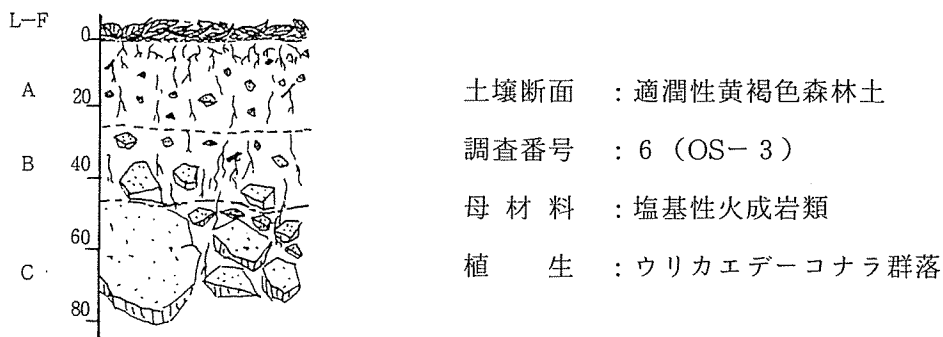 L-F
0
A
20
B
40
60
C
80
土壌断面 : 適潤性黄褐色森林土
調査番号 : 6 (OS-3)
母材料 : 塩基性火成岩類
植生 : ウリカエデーコナラ群落